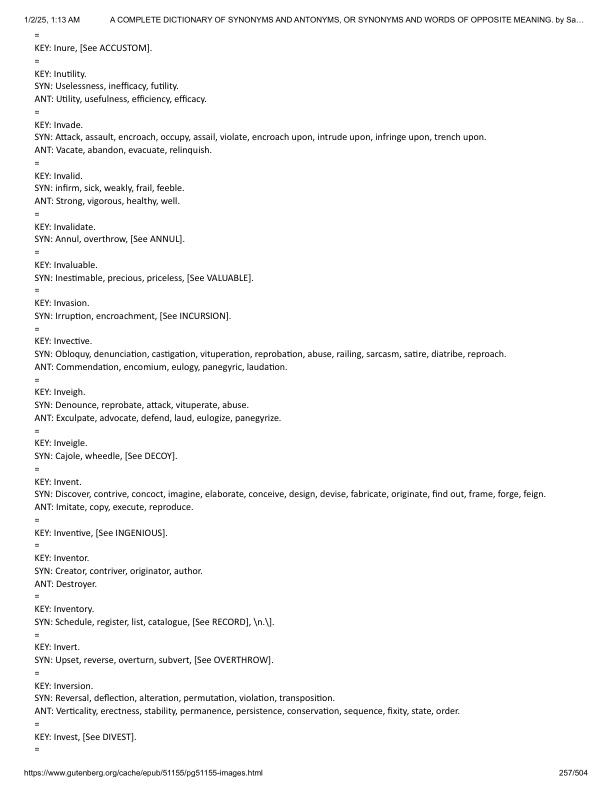 1/2/25, 1:13 AM A COMPLETE DICTIONARY OF SYNONYMS AND ANTONYMS, OR SYNONYMS AND WORDS OF OPPOSITE MEANING. by Sa…
=
KEY: Inure, [See ACCUSTOM].
=
KEY: Inutility.
SYN: Uselessness, inefficacy, futility.
ANT: Utility, usefulness, efficiency, efficacy.
=
KEY: Invade.
SYN: Attack, assault, encroach, occupy, assail, violate, encroach upon, intrude upon, infringe upon, trench upon.
ANT: Vacate, abandon, evacuate, relinquish.
=
KEY: Invalid.
SYN: infirm, sick, weakly, frail, feeble.
ANT: Strong, vigorous, healthy, well.
=
KEY: Invalidate.
SYN: Annul, overthrow, [See ANNUL].
=
KEY: Invaluable.
SYN: Inestimable, precious, priceless, [See VALUABLE].
=
KEY: Invasion.
SYN: Irruption, encroachment, [See INCURSION].
=
KEY: Invective.
SYN: Obloquy, denunciation, castigation, vituperation, reprobation, abuse, railing, sarcasm, satire, diatribe, reproach.
ANT: Commendation, encomium, eulogy, panegyric, laudation.
=
KEY: Inveigh.
SYN: Denounce, reprobate, attack, vituperate, abuse.
ANT: Exculpate, advocate, defend, laud, eulogize, panegyrize.
=
KEY: Inveigle.
SYN: Cajole, wheedle, [See DECOY].
=
KEY: Invent.
SYN: Discover, contrive, concoct, imagine, elaborate, conceive, design, devise, fabricate, originate, find out, frame, forge, feign.
ANT: Imitate, copy, execute, reproduce.
=
KEY: Inventive, [See INGENIOUS].
=
KEY: Inventor.
SYN: Creator, contriver, originator, author.
ANT: Destroyer.
=
KEY: Inventory.
SYN: Schedule, register, list, catalogue, [See RECORD], \n.\].
=
KEY: Invert.
SYN: Upset, reverse, overturn, subvert, [See OVERTHROW].
=
KEY: Inversion.
SYN: Reversal, deflection, alteration, permutation, violation, transposition.
ANT: Verticality, erectness, stability, permanence, persistence, conservation, sequence, fixity, state, order.
=
KEY: Invest, [See DIVEST].
=
https://www.gutenberg.org/cache/epub/51155/pg51155-images.html 257/504